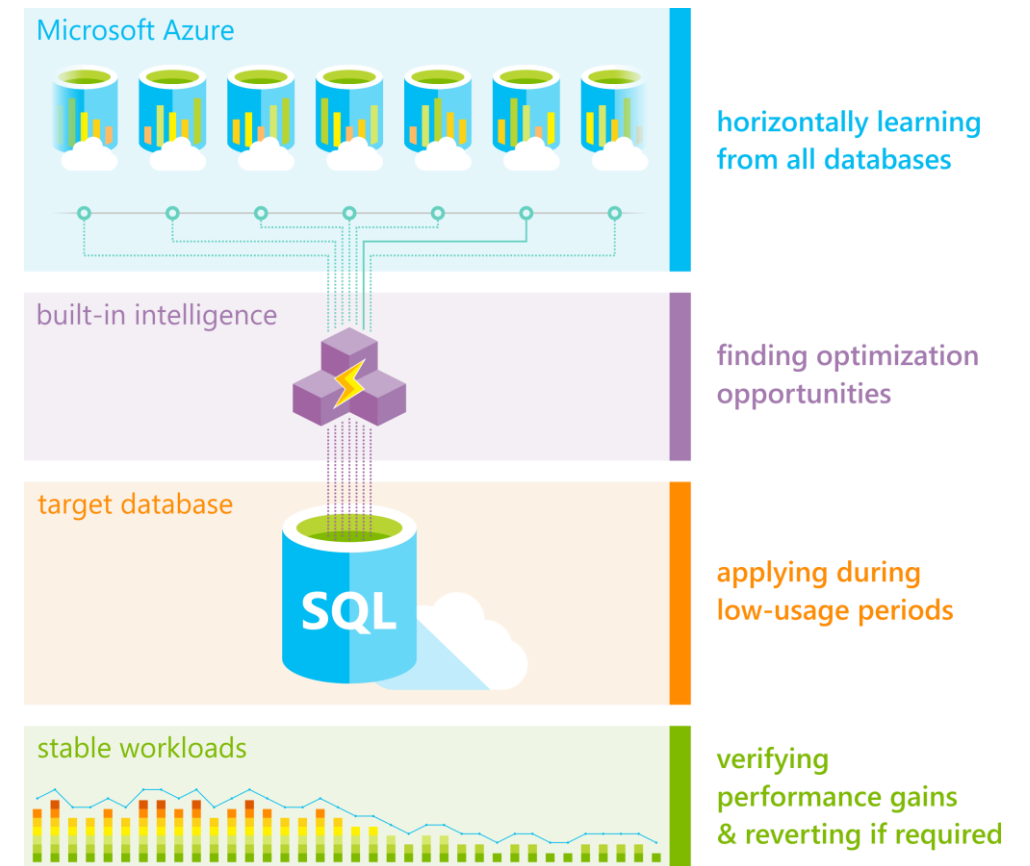 Microsoft Azure
horizontally learning
from all databases
built-in intelligence
finding optimization
opportunities
target database
SQL
applying during
low-usage periods
stable workloads
verifying
performance gains
& reverting if required